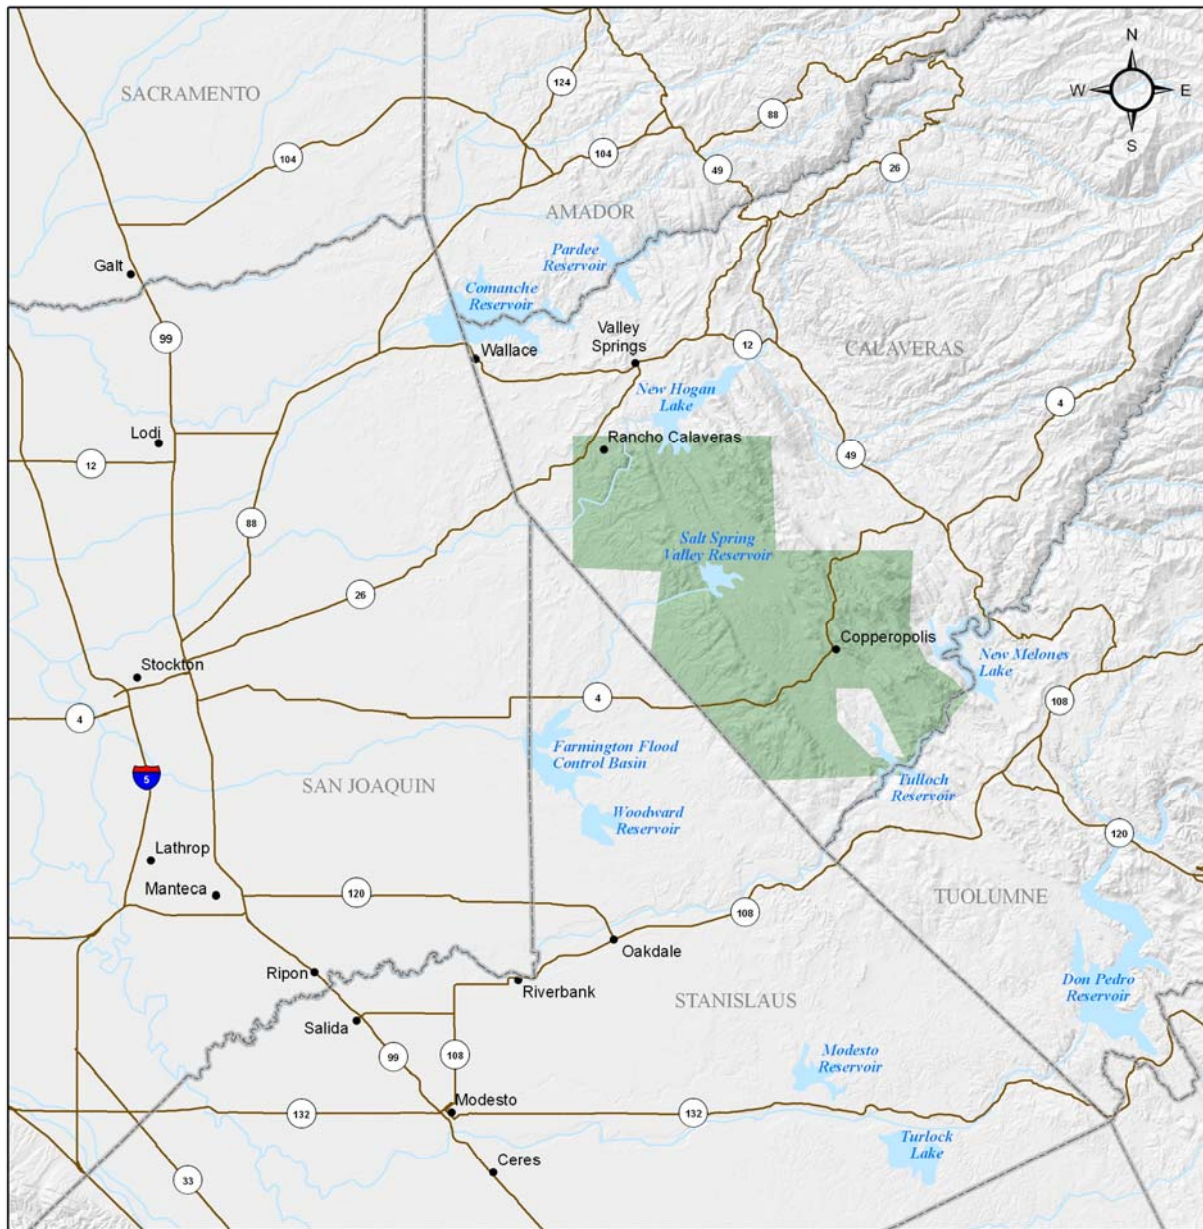 N
W E
S
124
SACRAMENTO
88
104
104
49
26
AMADOR
Pardee
Reservoir
Galt
Comanche
Reservoir
99
Valley
Springs
12
Wallace
CALAVERAS
New Hogan
Lake
4
Lodi
Rancho Calaveras
12
49
88
Salt Spring
Valley Reservoir
26
Copperopolis
New Melones
Lake
Stockton
4
4
108
Farmington Flood
Control Basin
5
SAN JOAQUIN
Tulloch
Reservoir
Woodward
Reservoir
120
Lathrop
Manteca
120
TUOLUMNE
108
Oakdale
Ripon
Riverbank
Don Pedro
Reservoir
STANISLAUS
Salida
99
108
Modesto
Reservoir
Modesto
132
132
Turlock
Lake
Ceres
33